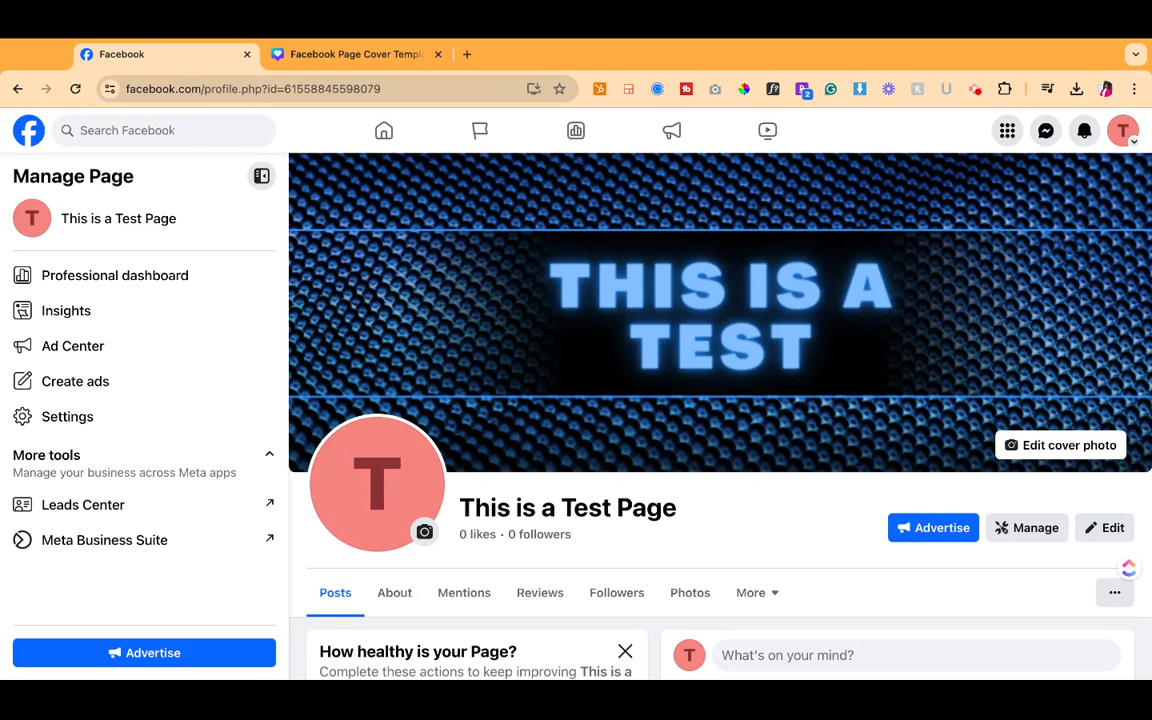 Facebook
Facebook Page Cover Templ
facebook.com/profile.php?id=61558845598079
2
Search Facebook
T
Manage Page
T
This is a Test Page
Professional dashboard
Insights
Ad Center
Create ads
Settings
More tools
Manage your business across Meta apps
Leads Center
Meta Business Suite
Advertise
THIS IS A
TEST
Edit cover photo
T
This is a Test Page
0 likes • 0 followers
Advertise
Manage
Edit
Posts
About
Mentions
Reviews
Followers
Photos
More
How healthy is your Page?
Complete these actions to keep improving This is a
T
What's on your mind?